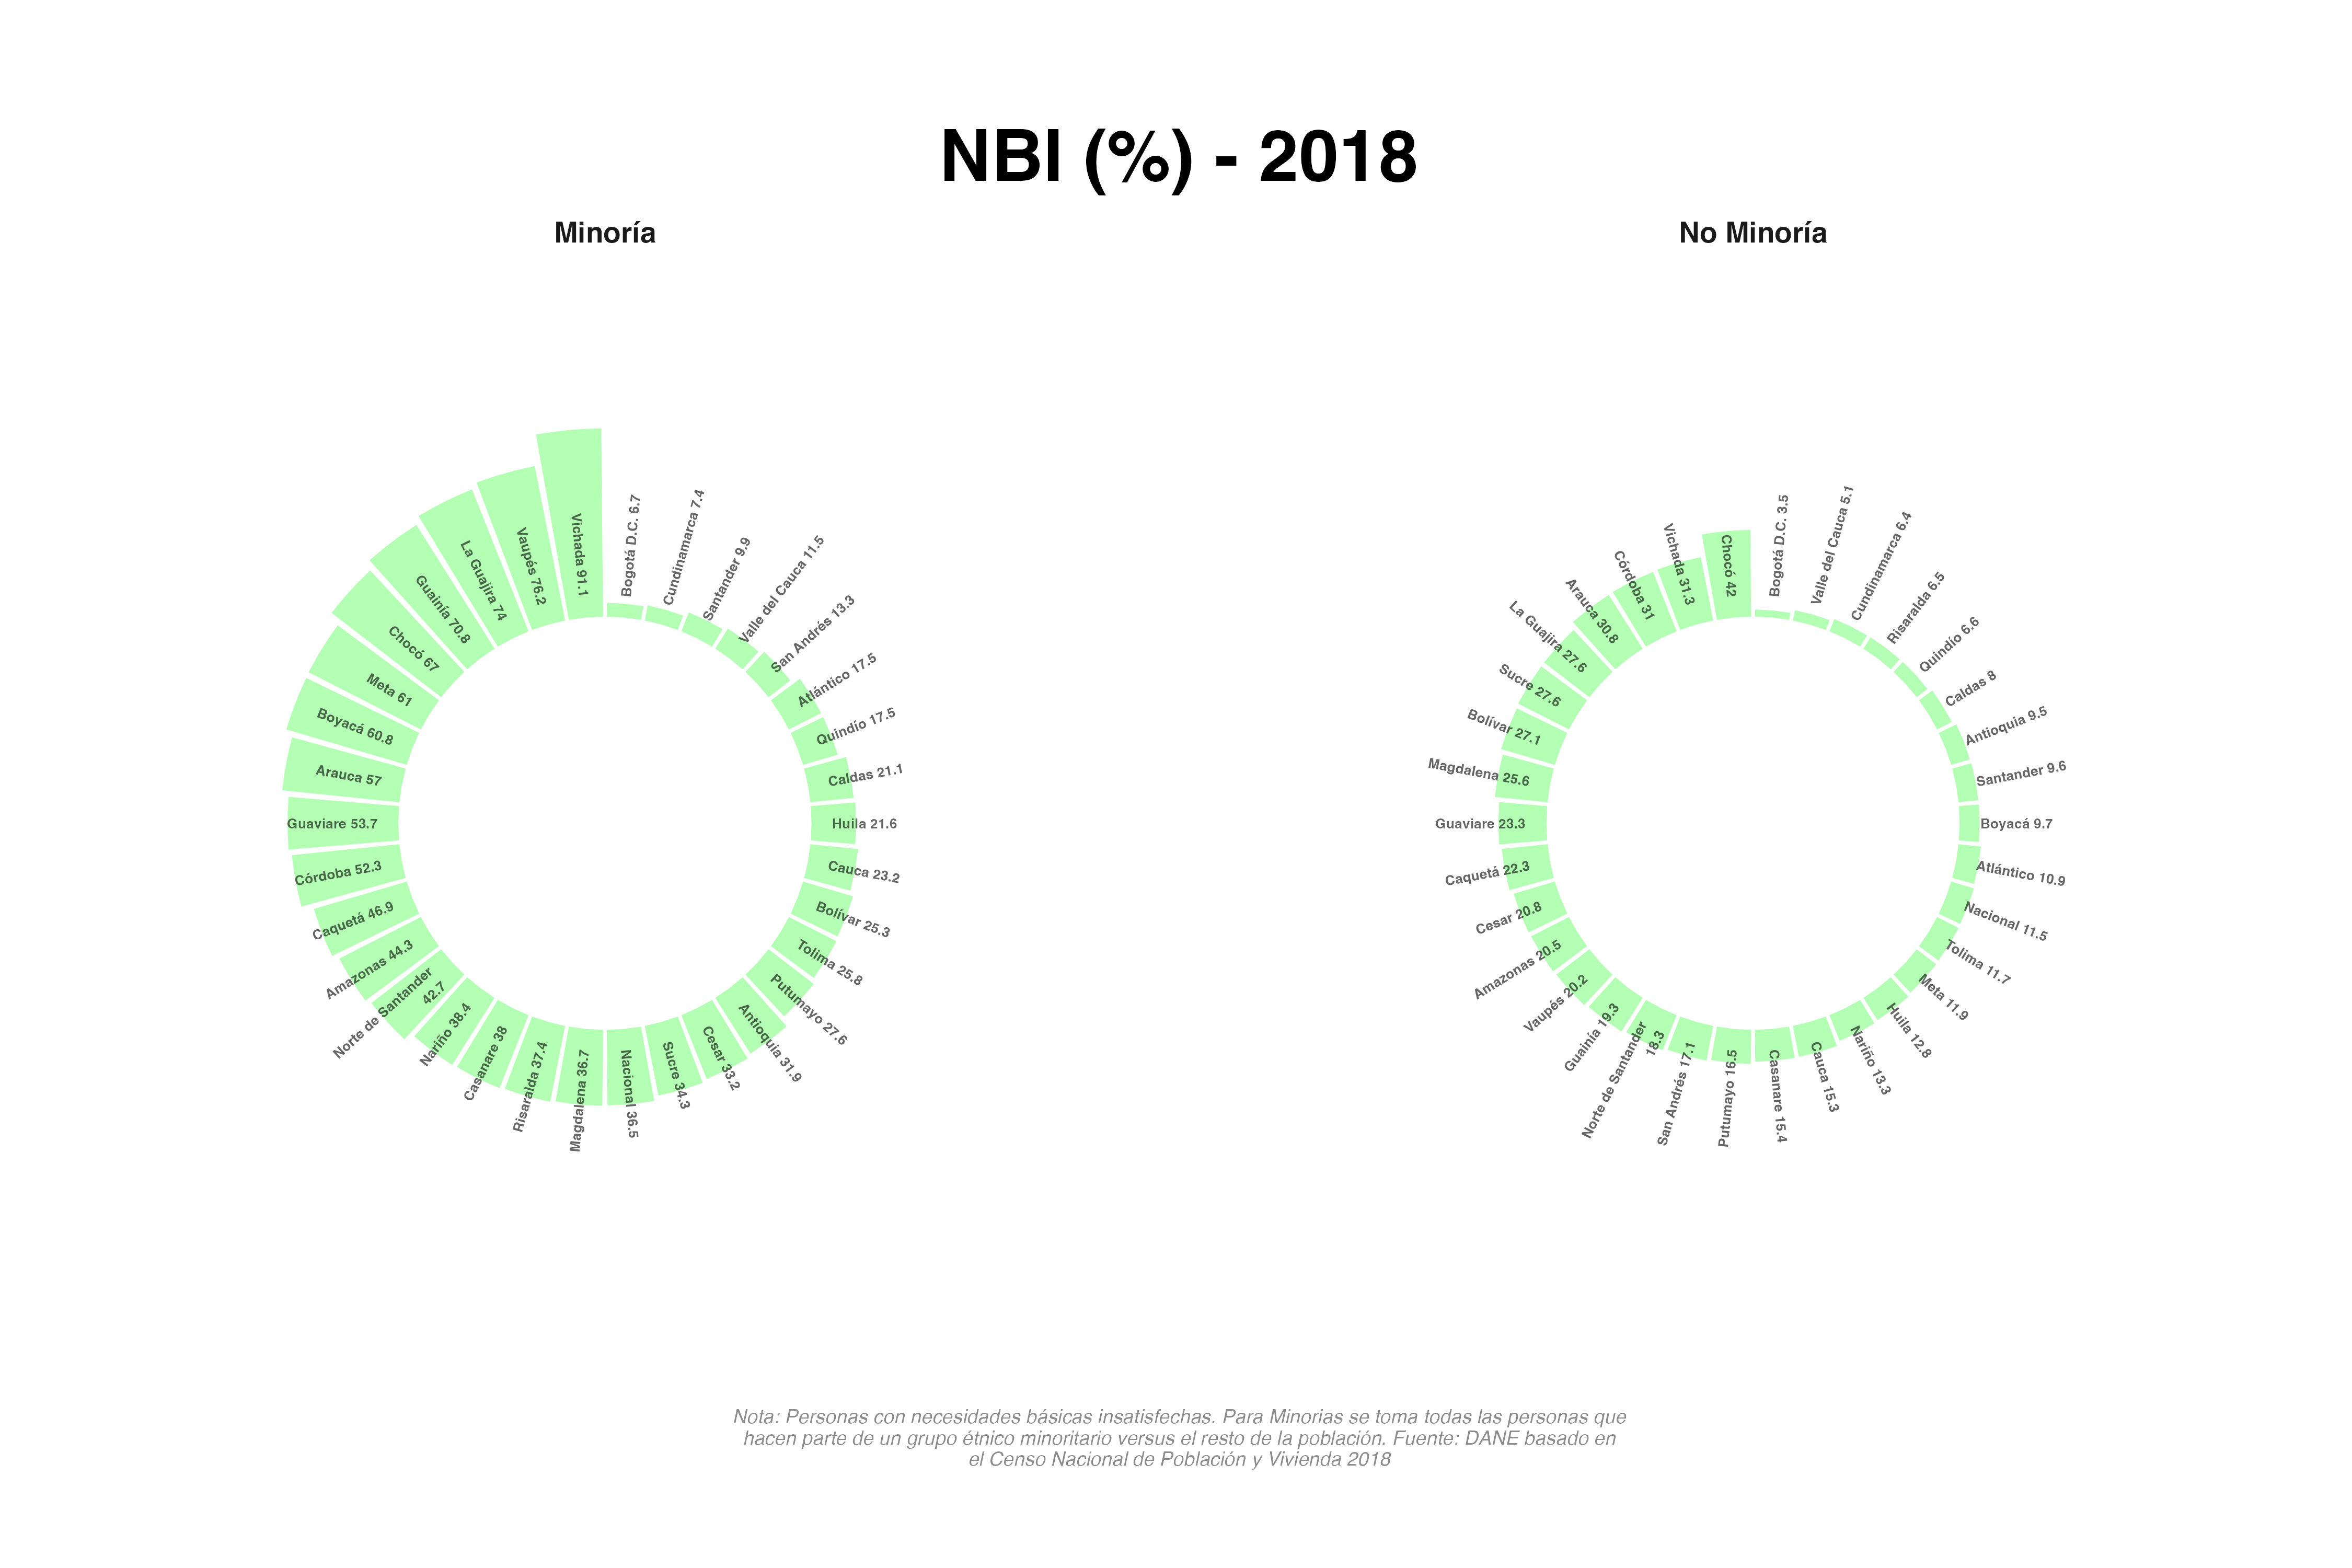 NBI (%) - 2018
Minoría
Bogotá D.C. 6.7
Cundinamarca 7.4
Santander 9.9
Valle del Cauca 11.5
San Andrés 13.3
Atlántico 17.5
Quindío 17.5
Caldas 21.1
Huila 21.6
Cauca 23.2
Bolívar 25.3
Tolima 25.8
Putumayo 27.6
Antioquia 31.9
Cesar 33.2
Sucre 34.3
Nacional 36.5
Magdalena 36.7
Risaralda 37.4
Casanare 38
Nariño 38.4
Norte de Santander
42.7
Amazonas 44.3
Caquetá 46.9
Córdoba 52.3
Guaviare 53.7
Arauca 57
Boyacá 60.8
Meta 61
Chocó 67
Guainía 70.8
La Guajira 74
Vaupés 76.2
Vichada 91.1
No Minoría
Bogotá D.C. 3.5
Valle del Cauca 5.1
Cundinamarca 6.4
Risaralda 6.5
Quindío 6.6
Caldas 8
Antioquia 9.5
Santander 9.6
Boyacá 9.7
Atlántico 10.9
Nacional 11.5
Tolima 11.7
Meta 11.9
Huila 12.8
Nariño 13.3
Cauca 15.3
Casanare 15.4
Putumayo 16.5
San Andrés 17.1
Norte de Santander
18.3
Guainía 19.3
Vaupés 20.2
Amazonas 20.5
Cesar 20.8
Caquetá 22.3
Guaviare 23.3
Magdalena 25.6
Bolívar 27.1
Sucre 27.6
La Guajira 27.6
Arauca 30.8
Córdoba 31
Vichada 31.3
Chocó 42
Nota: Personas con necesidades básicas insatisfechas. Para Minorias se toma todas las personas que
hacen parte de un grupo étnico minoritario versus el resto de la población. Fuente: DANE basado en
el Censo Nacional de Población y Vivienda 2018